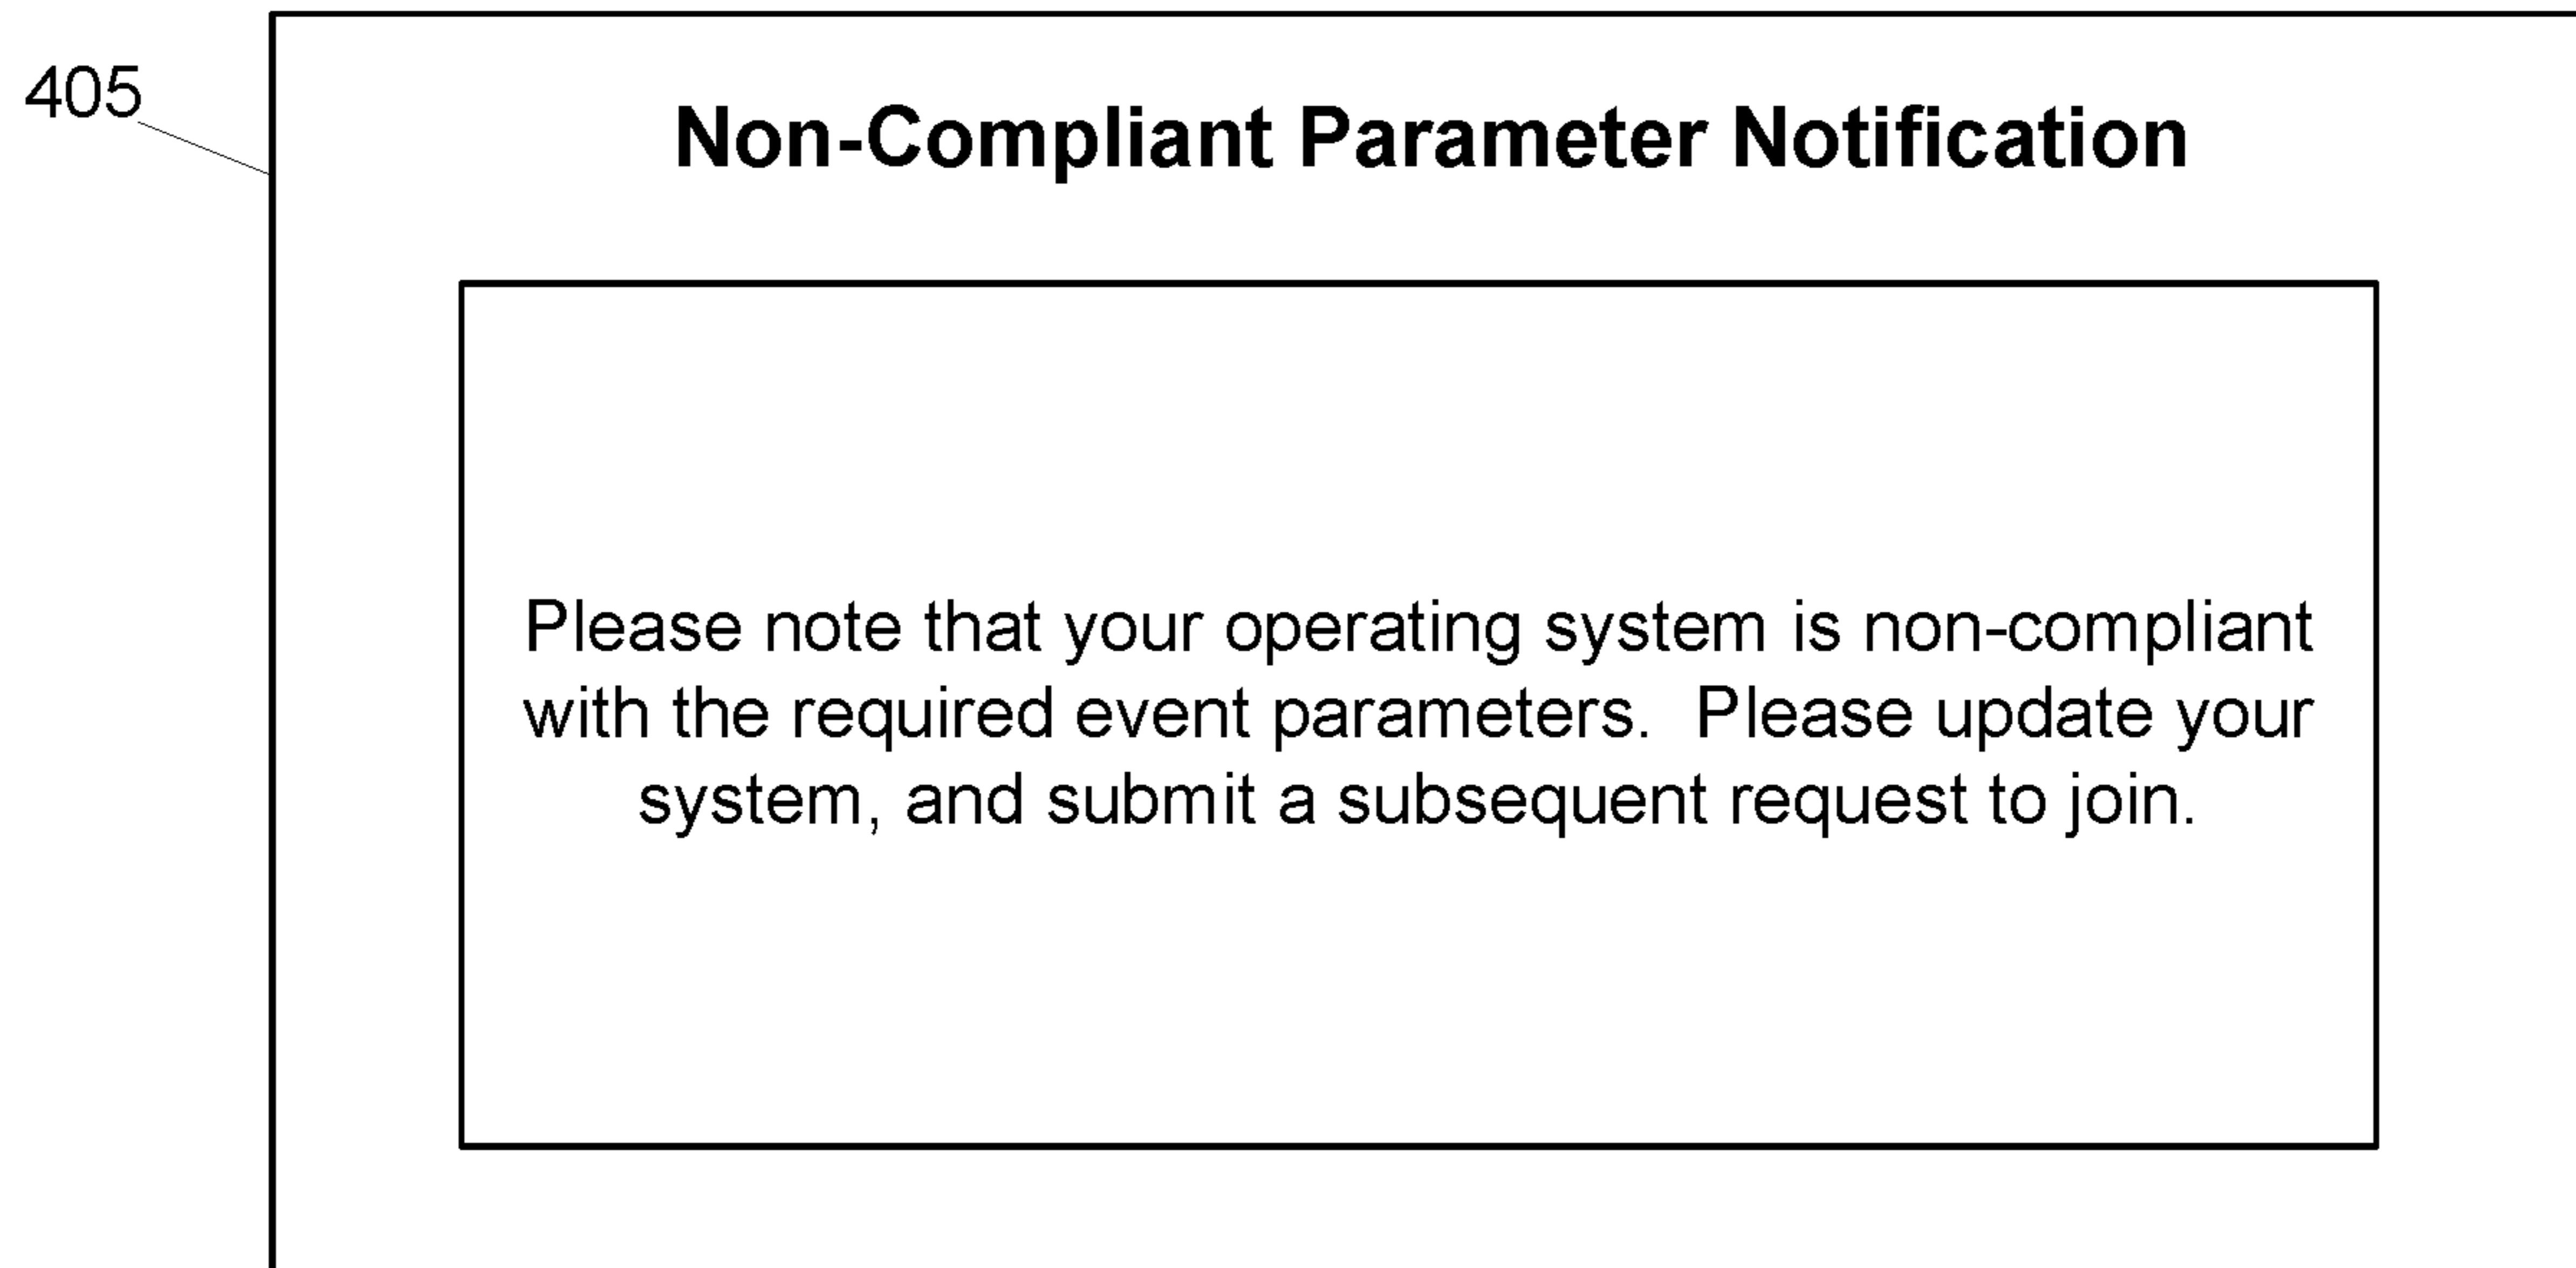 405
Non-Compliant Parameter Notification
Please note that your operating system is non-compliant
with the required event parameters.  Please update your
system, and submit a subsequent request to join.